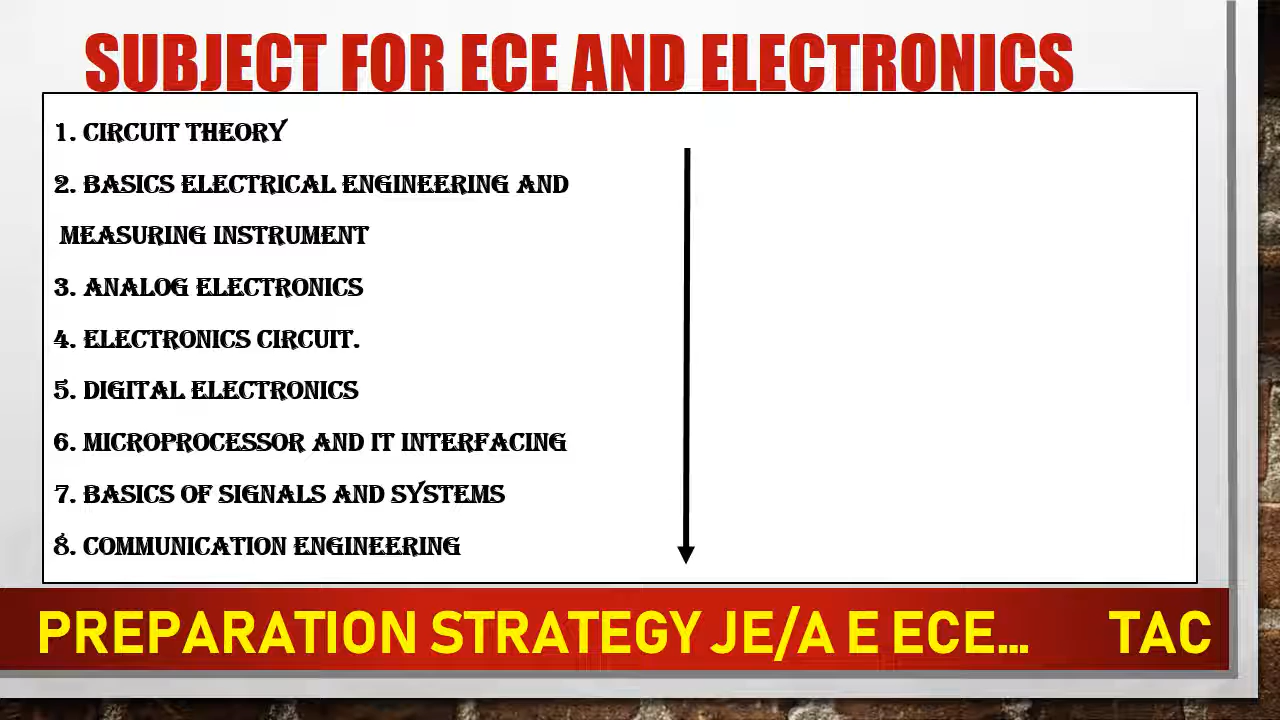 SUBJECT FOR ECE AND ELECTRONICS
1. CIRCUIT THEORY
2. BASICS ELECTRICAL ENGINEERING AND
MEASURING INSTRUMENT
3. ANALOG ELECTRONICS
4. ELECTRONICS CIRCUIT.
5. DIGITAL ELECTRONICS
6. MICROPROCESSOR AND IT INTERFACING
7. BASICS OF SIGNALS AND SYSTEMS
8. COMMUNICATION ENGINEERING
PREPARATION STRATEGY JE/A E ECE... TAC